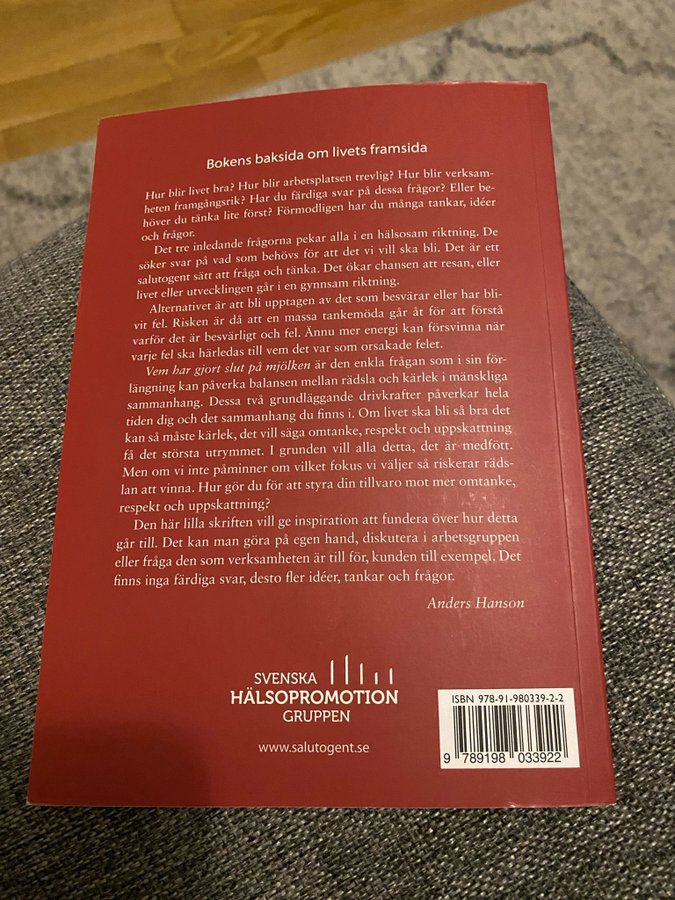 Bokens baksida om livets framsida
Hur blir livet bra? Hur blir arbetsplatsen trevlig? Hur blir verksam-
heten framgångsrik? Har du färdiga svar på dessa frågor? Eller be-
höver du tänka lite först? Förmodligen har du många tankar, idéer
och frågor.
Det tre inledande frågorna pekar alla i en hälsosam riktning. De
söker svar på vad som behövs för att det vi vill ska bli. Det är ett
salutogent sätt att fråga och tänka. Det ökar chansen att resan, eller
livet eller utvecklingen går i en gynnsam riktning.
Alternativet är att bli upptagen av det som besvärar eller har bli-
vit fel. Risken är då att en massa tankemöda går åt för att förstå
varför det är besvärligt och fel. Ännu mer energi kan försvinna när
varje fel ska härledas till vem det var som orsakade felet.
Vem har gjort slut på mjölken är den enkla frågan som i sin för-
längning kan påverka balansen mellan rädsla och kärlek i mänskliga
sammanhang. Dessa två grundläggande drivkrafter påverkar hela
tiden dig och det sammanhang du finns i. Om livet ska bli så bra det
kan så måste kärlek, det vill säga omtanke, respekt och uppskattning
få det största utrymmet. I grunden vill alla detta, det är medfött.
Men om vi inte påminner om vilket fokus vi väljer så riskerar räds-
lan att vinna. Hur gör du för att styra din tillvaro mot mer omtanke,
respekt och uppskattning?
Den här lilla skriften vill ge inspiration att fundera över hur detta
går till. Det kan man göra på egen hand, diskutera i arbetsgruppen
eller fråga den som verksamheten är till för, kunden till exempel. Det
finns inga färdiga svar, desto fler idéer, tankar och frågor.
Anders Hanson
SVENSKA
HÄLSOPROMOTION
GRUPPEN
www.salutogent.se
ISBN 978-91-980339-2-2
9 789198 033922